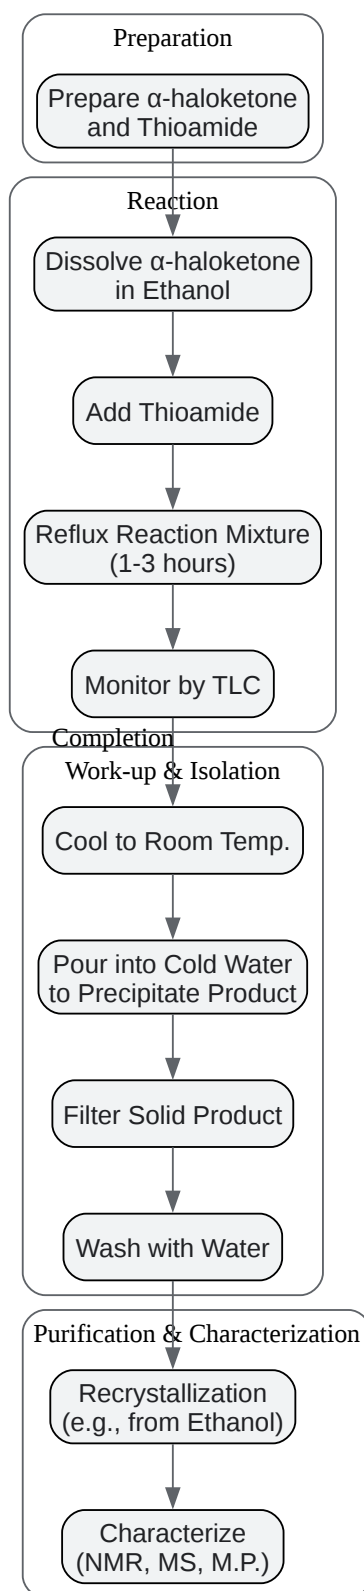 Preparation
Prepare α-haloketone
and Thioamide
Reaction
Dissolve α-haloketone
in Ethanol
Add Thioamide
Reflux Reaction Mixture
(1-3 hours)
Monitor by TLC
Completion
Work-up & Isolation
Cool to Room Temp.
Pour into Cold Water
to Precipitate Product
Filter Solid Product
Wash with Water
Purification & Characterization
Recrystallization
(e.g., from Ethanol)
Characterize
(NMR, MS, M.P.)